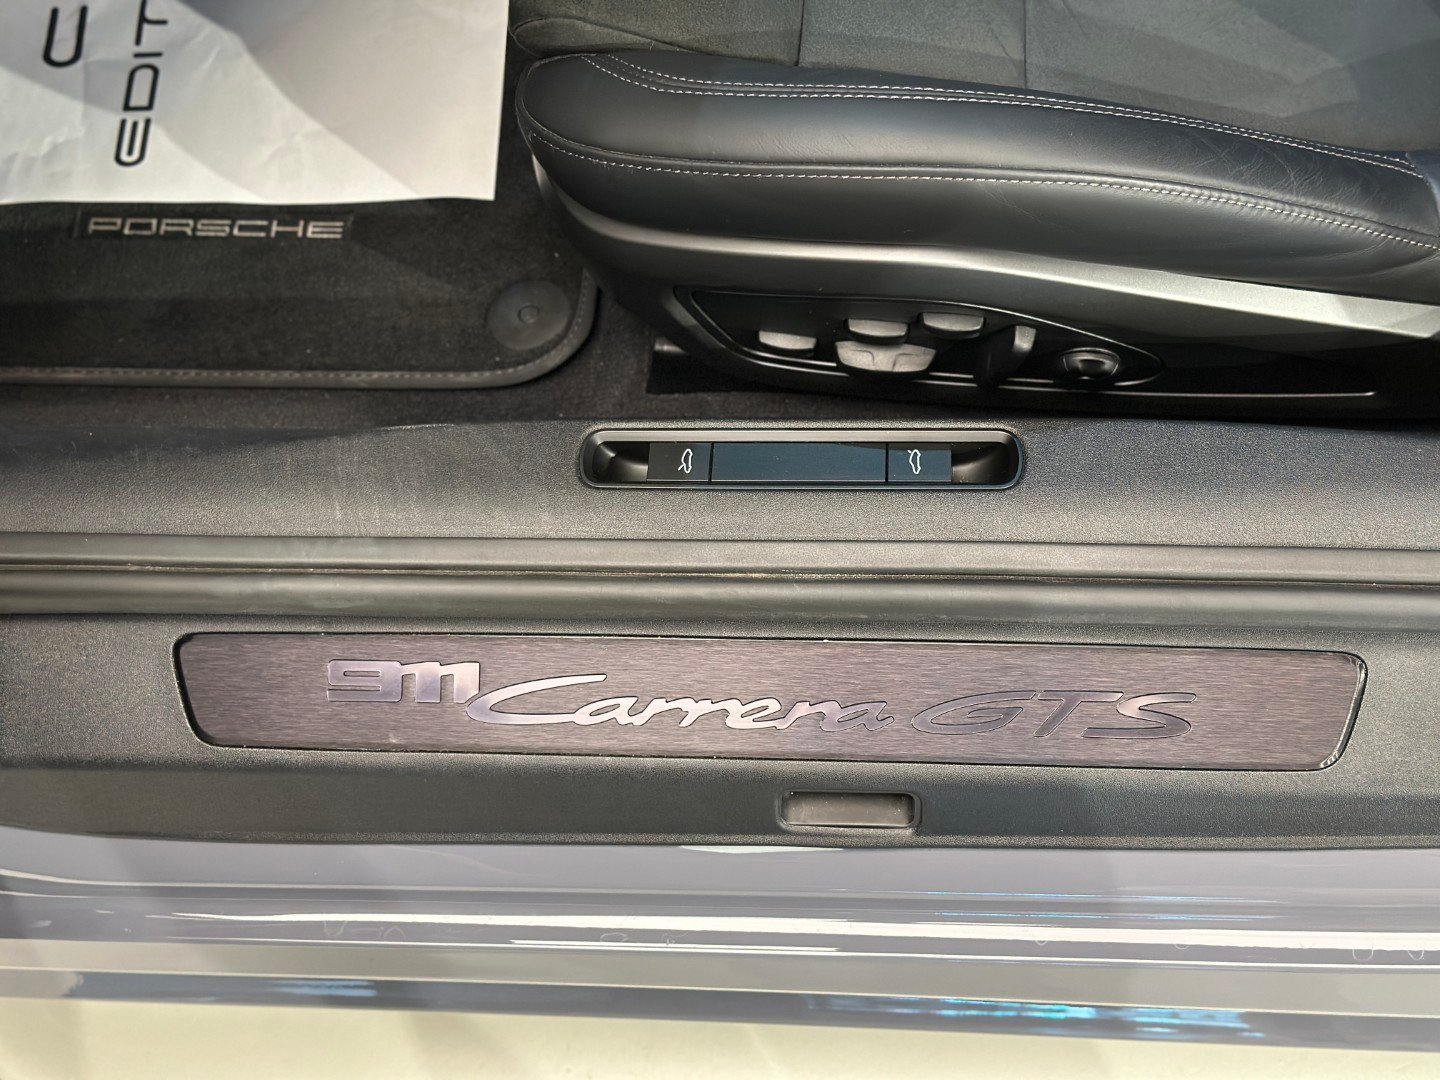 EDIT
PORSCHE
911 Carrera GTS